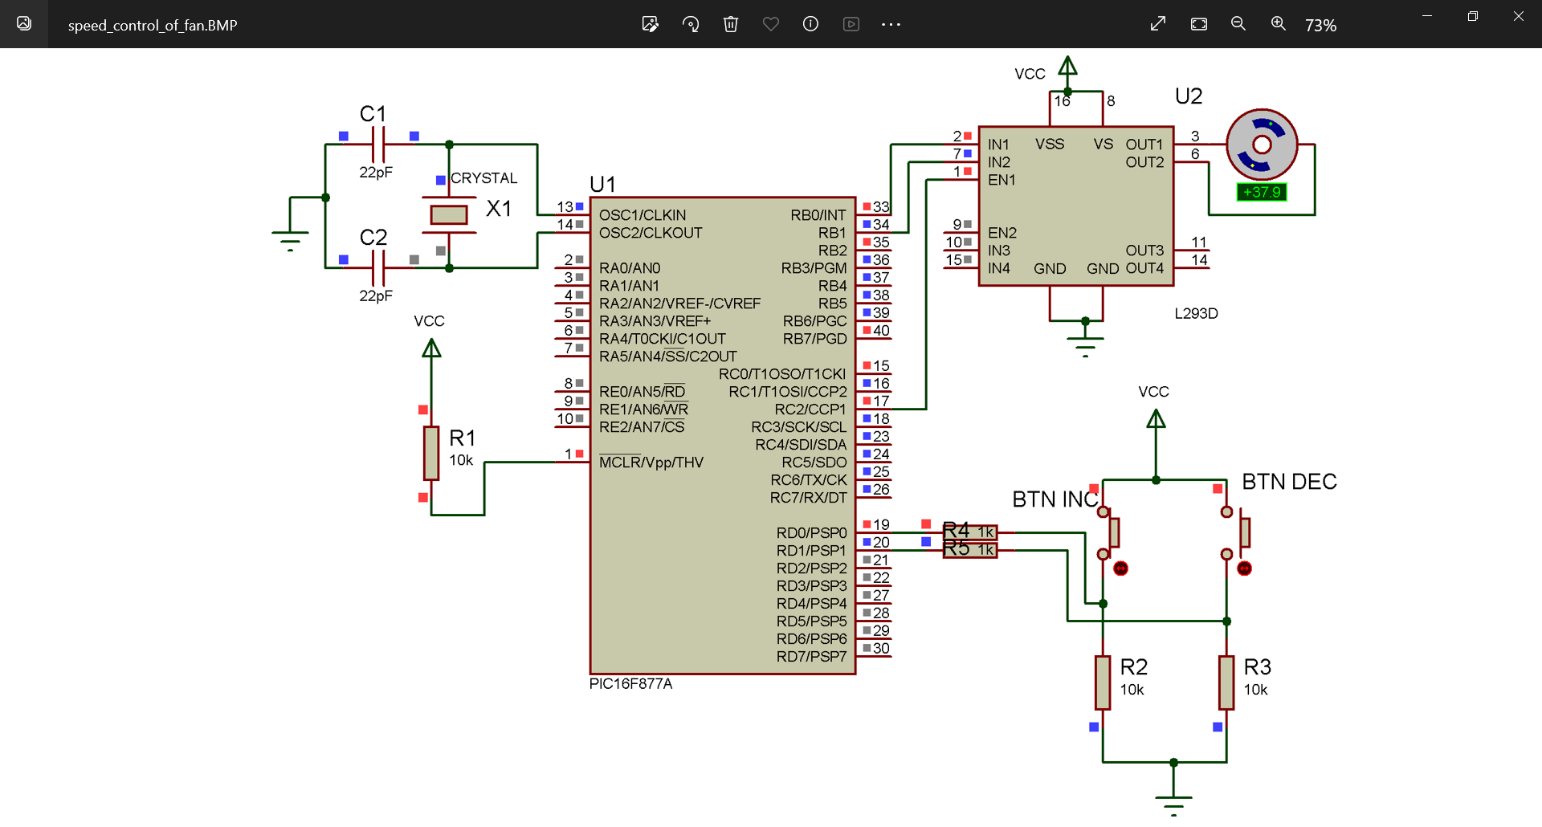 speed_control_of_fan.BMP
73%
C1
22pF
CRYSTAL
X1
C2
22pF
VCC
R1
10k
U1
13 OSC1/CLKIN
14 OSC2/CLKOUT
2 RA0/AN0
3 RA1/AN1
4 RA2/AN2/VREF-/CVREF
5 RA3/AN3/VREF+
6 RA4/T0CKI/C1OUT
7 RA5/AN4/SS/C2OUT
8 RE0/AN5/RD
9 RE1/AN6/WR
10 RE2/AN7/CS
1 MCLR/Vpp/THV
RB0/INT 33
RB1 34
RB2 35
RB3/PGM 36
RB4 37
RB5 38
RB6/PGC 39
RB7/PGD 40
RC0/T1OSO/T1CKI 15
RC1/T1OSI/CCP2 16
RC2/CCP1 17
RC3/SCK/SCL 18
RC4/SDI/SDA 23
RC5/SDO 24
RC6/TX/CK 25
RC7/RX/DT 26
RD0/PSP0 19
RD1/PSP1 20
RD2/PSP2 21
RD3/PSP3 22
RD4/PSP4 27
RD5/PSP5 28
RD6/PSP6 29
RD7/PSP7 30
PIC16F877A
VCC
16 8
U2
2 IN1 VSS VS OUT1 3
7 IN2 OUT2 6
1 EN1
9 EN2
10 IN3 OUT3 11
15 IN4 GND GND OUT4 14
L293D
+37.9
VCC
BTN INC
BTN DEC
R4 1k
R5 1k
R2
10k
R3
10k